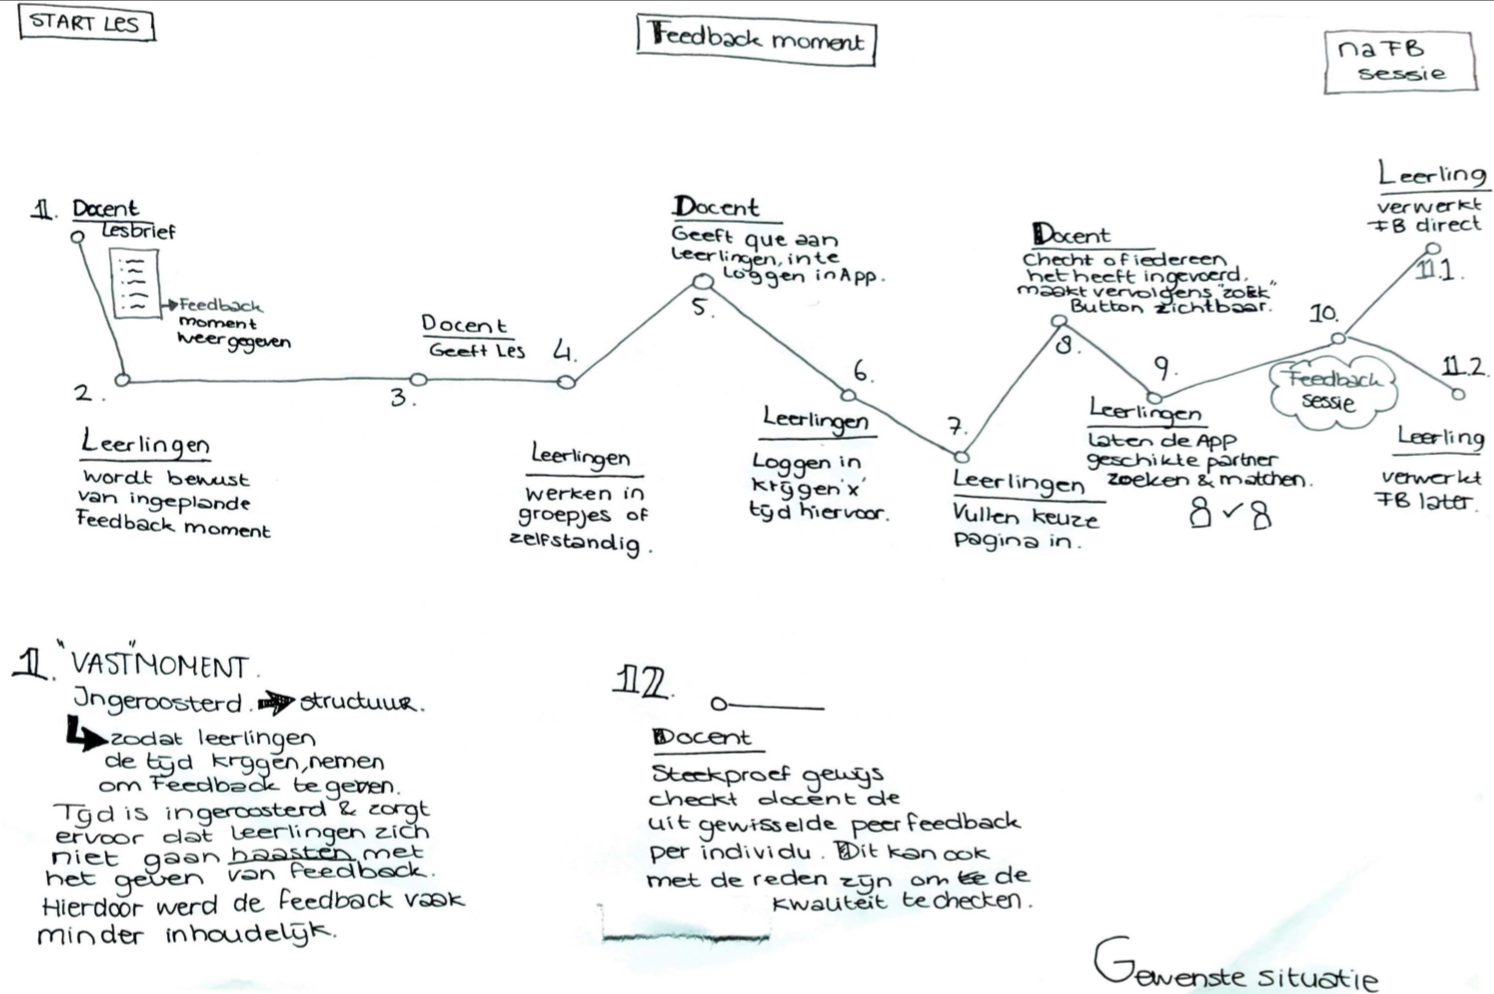 START LES
Feedback moment
na FB
sessie
1. Docent
Lesbrief
Feedback
moment
weergegeven
2.
Leerlingen
wordt bewust
van ingeplande
Feedback moment
Docent
Geeft Les
3.
4.
Leerlingen
werken in
groepjes of
zelfstandig.
Docent
Geeft que aan
leerlingen, in te
Loggen in App.
5.
6.
Leerlingen
Loggen in
krijgen 'x'
tijd hiervoor.
7.
Leerlingen
Vullen keuze
pagina in.
Docent
Checht of iedereen
het heeft ingevoerd.
maakt vervolgens "zoek"
Button zichtbaar.
8.
9.
Leerlingen
Laten de App
geschikte partner
zoeken & matchen.
10.
Feedback
sessie
Leerling
verwerkt
FB direct
11.1.
11.2.
Leerling
verwerkt
FB later.
1. "VAST" MOMENT.
Ingeroosterd. structuur.
zodat leerlingen
de tijd krijgen, nemen
om Feedback te geven.
Tijd is ingeroosterd & zorgt
ervoor dat leerlingen zich
niet gaan haasten met
het geven van feedback.
Hierdoor werd de feedback vaak
minder inhoudelijk.
12.
Docent
Steekproef gewijs
checkt docent de
uit gewisselde peerfeedback
per individu. Dit kan ook
met de reden zijn om de
kwaliteit te checken.
Gewenste situatie